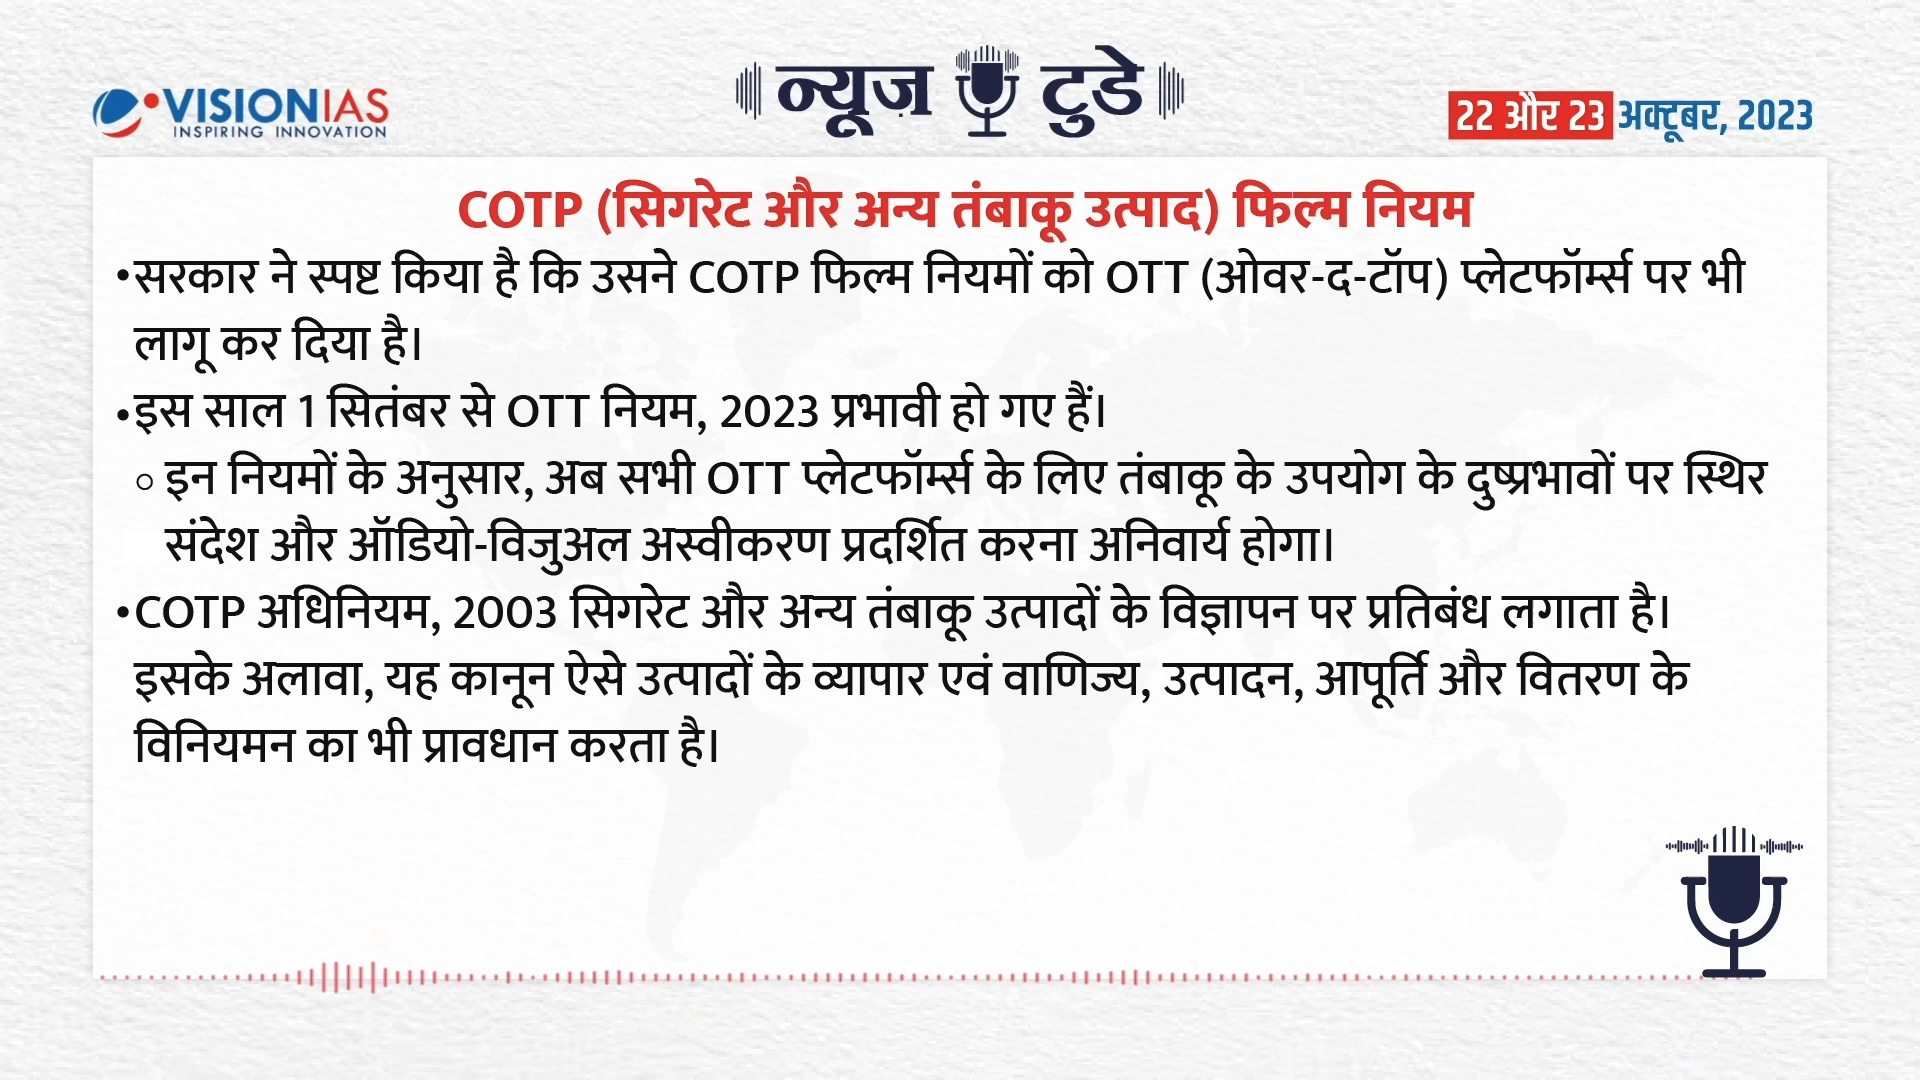 VISIONIAS
INSPIRING INNOVATION
न्यूज़ टुडे
22 और 23 अक्टूबर, 2023
COTP (सिगरेट और अन्य तंबाकू उत्पाद) फिल्म नियम
•सरकार ने स्पष्ट किया है कि उसने COTP फिल्म नियमों को OTT (ओवर-द-टॉप) प्लेटफॉर्म्स पर भी
लागू कर दिया है।
•इस साल 1 सितंबर से OTT नियम, 2023 प्रभावी हो गए हैं।
○ इन नियमों के अनुसार, अब सभी OTT प्लेटफॉर्म्स के लिए तंबाकू के उपयोग के दुष्प्रभावों पर स्थिर
संदेश और ऑडियो-विजुअल अस्वीकरण प्रदर्शित करना अनिवार्य होगा।
•COTP अधिनियम, 2003 सिगरेट और अन्य तंबाकू उत्पादों के विज्ञापन पर प्रतिबंध लगाता है।
इसके अलावा, यह कानून ऐसे उत्पादों के व्यापार एवं वाणिज्य, उत्पादन, आपूर्ति और वितरण के
विनियमन का भी प्रावधान करता है।